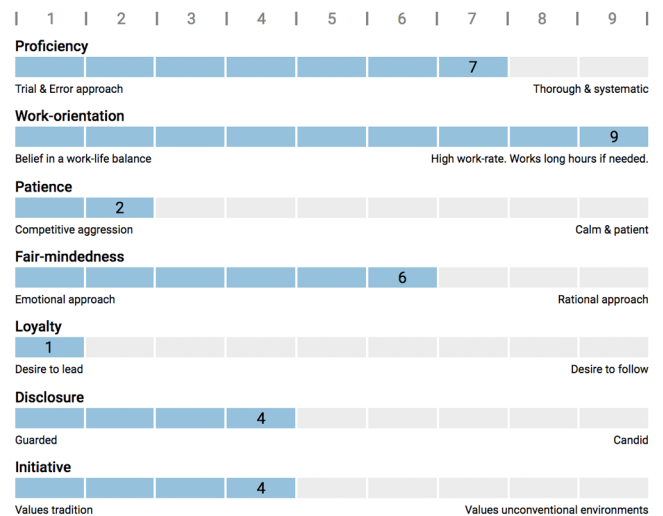 1 2 3 4 5 6 7 8 9
Proficiency
7
Trial & Error approach Thorough & systematic
Work-orientation
9
Belief in a work-life balance High work-rate. Works long hours if needed.
Patience
2
Competitive aggression Calm & patient
Fair-mindedness
6
Emotional approach Rational approach
Loyalty
1
Desire to lead Desire to follow
Disclosure
4
Guarded Candid
Initiative
4
Values tradition Values unconventional environments